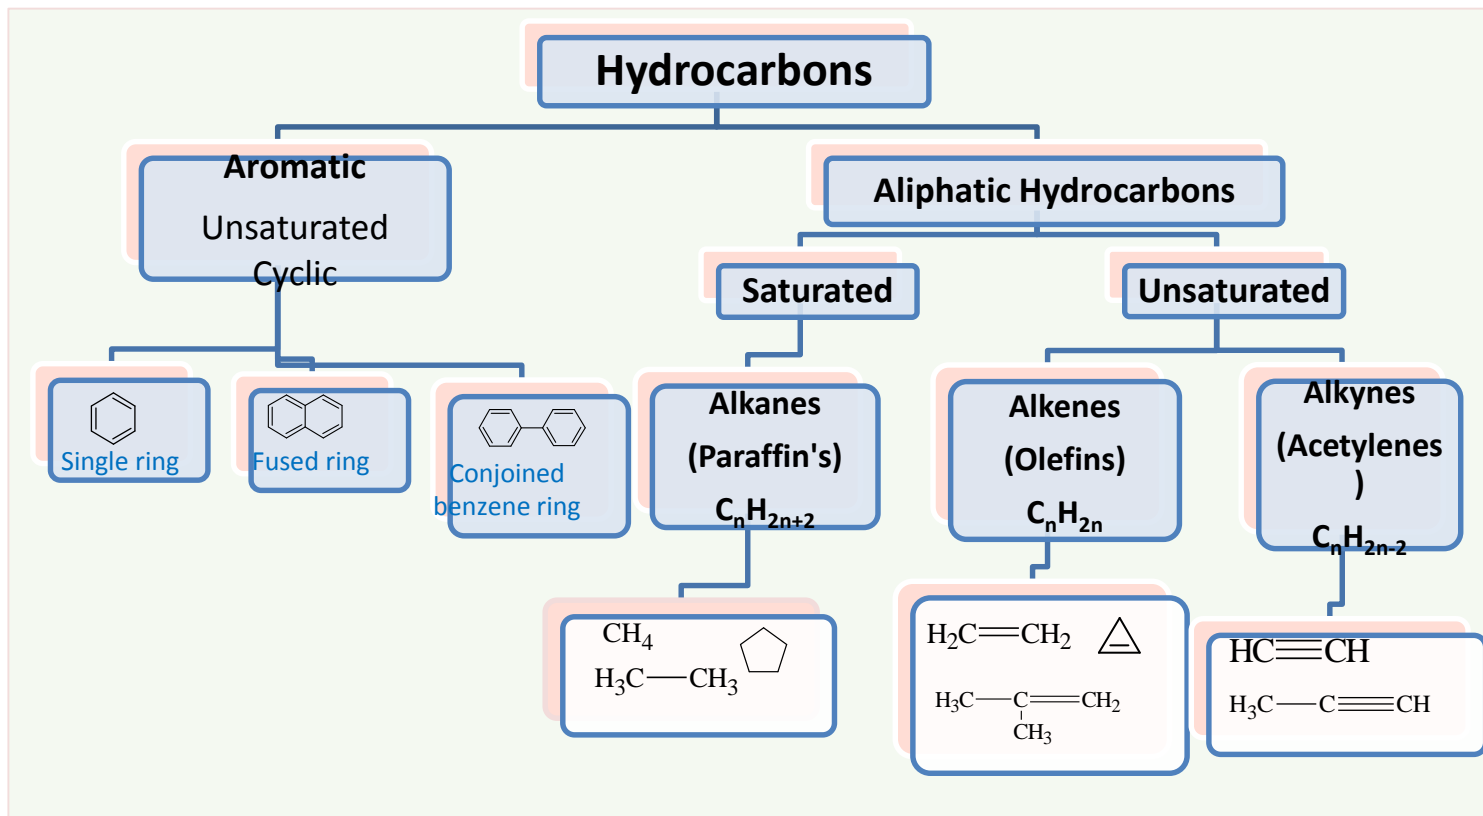 Hydrocarbons
Aromatic
Unsaturated
Cyclic
Aliphatic Hydrocarbons
Saturated
Unsaturated
Single ring
Fused ring
Conjoined
benzene ring
Alkanes
(Paraffin's)
CₙH₂ₙ₊₂
Alkenes
(Olefins)
CₙH₂ₙ
Alkynes
(Acetylenes
)
CₙH₂ₙ₋₂
CH₄
H₃C—CH₃
H₂C=CH₂
H₃C—C=CH₂
CH₃
HC≡CH
H₃C—C≡CH